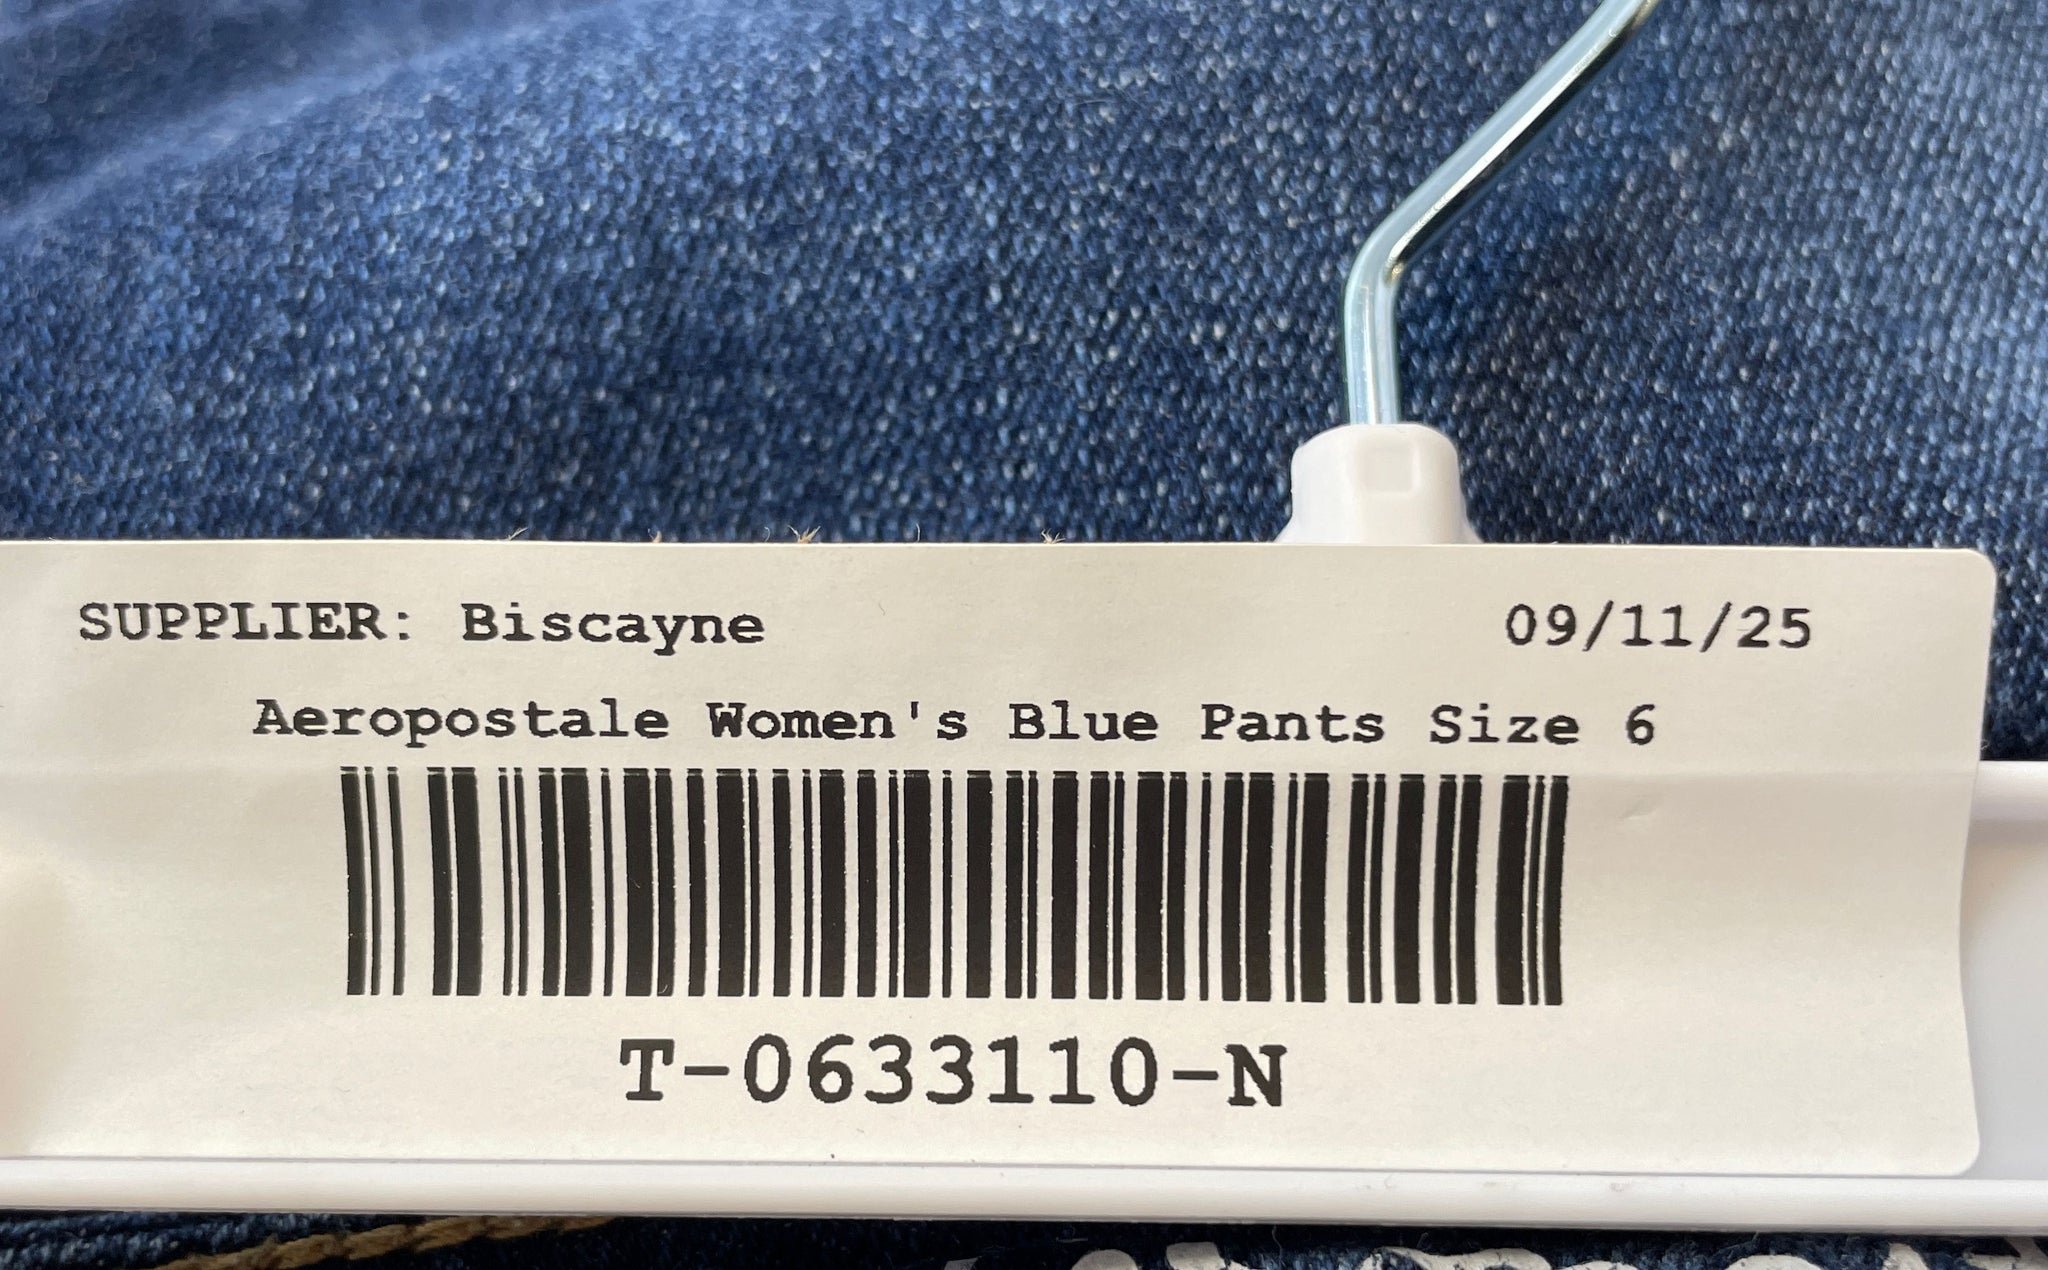 SUPPLIER: Biscayne 09/11/25
Aeropostale Women's Blue Pants Size 6
T-0633110-N